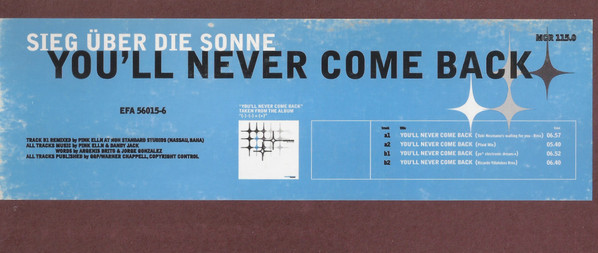 SIEG ÜBER DIE SONNE
MOR 115.0
YOU'LL NEVER COME BACK
EFA 56015-6
"YOU'LL NEVER COME BACK"
TAKEN FROM THE ALBUM
TRACK B1 REMIXED BY PINK ELLN AT NON STANDARD STUDIOS (NASSAU, BAHA)
ALL TRACKS MUSIC BY PINK ELLN & DANDY JACK
WORDS BY ARGENIS BRITO & JORGE GONZALEZ
ALL TRACKS PUBLISHED BY WARNER CHAPPELL, COPYRIGHT CONTROL
a1 YOU'LL NEVER COME BACK 06.57
a2 YOU'LL NEVER COME BACK 05.40
b1 YOU'LL NEVER COME BACK 06.52
b2 YOU'LL NEVER COME BACK 06.40